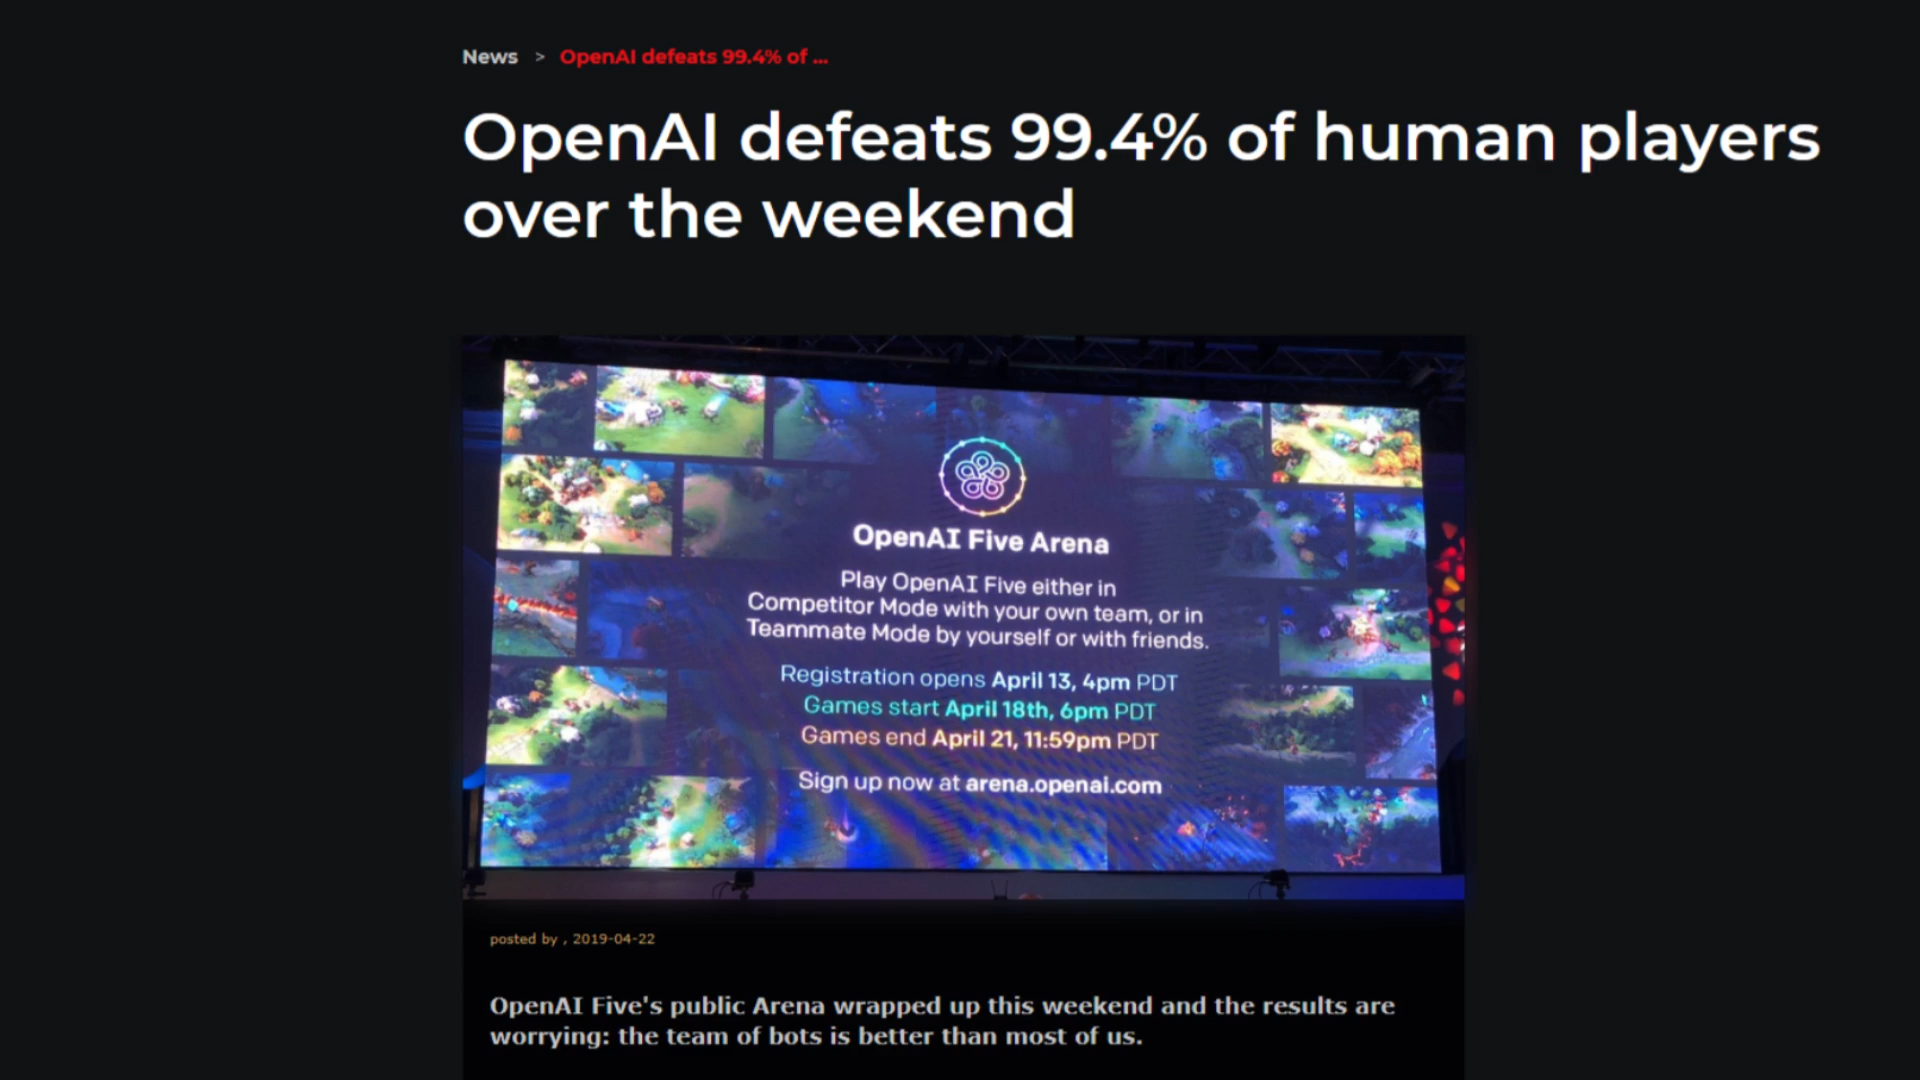 News > OpenAI defeats 99.4% of ...
OpenAI defeats 99.4% of human players
over the weekend
OpenAI Five Arena
Play OpenAI Five either in
Competitor Mode with your own team, or in
Teammate Mode by yourself or with friends.
Registration opens April 13, 4pm PDT
Games start April 18th, 6pm PDT
Games end April 21, 11:59pm PDT
Sign up now at arena.openai.com
posted by , 2019-04-22
OpenAI Five's public Arena wrapped up this weekend and the results are
worrying: the team of bots is better than most of us.